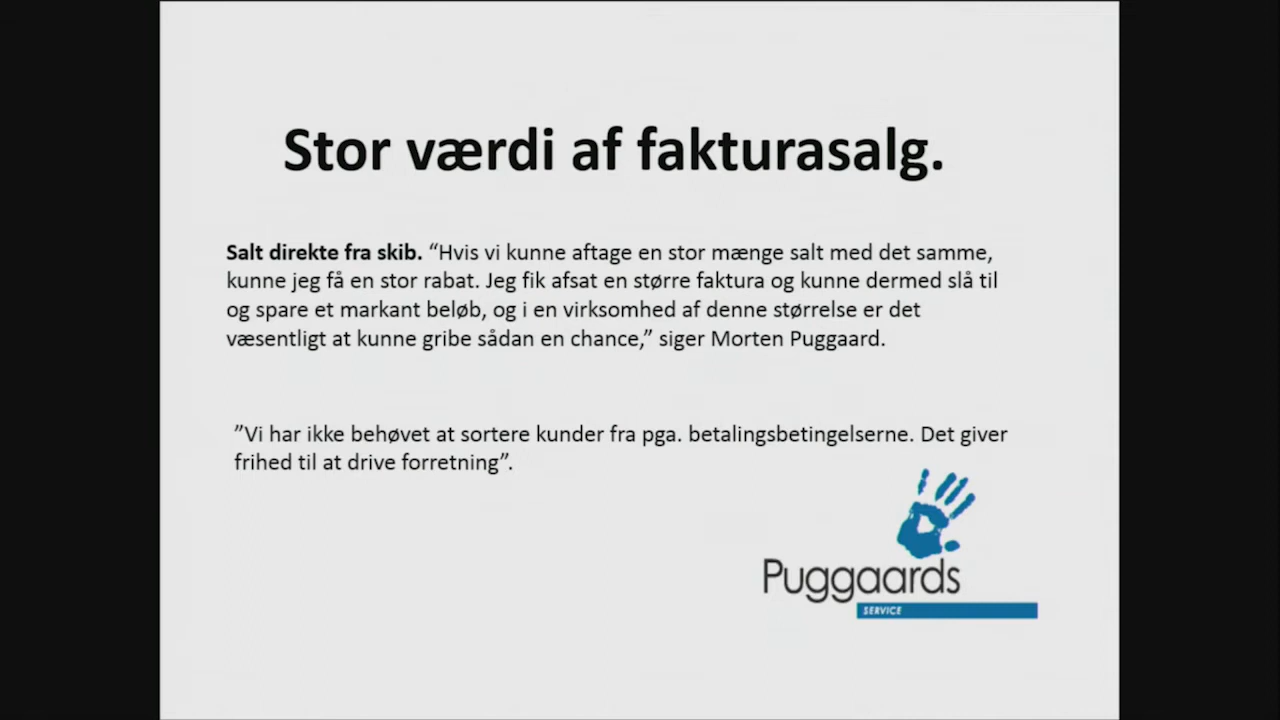 Stor værdi af fakturasalg.
Salt direkte fra skib. “Hvis vi kunne aftage en stor mænge salt med det samme,
kunne jeg få en stor rabat. Jeg fik afsat en større faktura og kunne dermed slå til
og spare et markant beløb, og i en virksomhed af denne størrelse er det
væsentligt at kunne gribe sådan en chance,” siger Morten Puggaard.
”Vi har ikke behøvet at sortere kunder fra pga. betalingsbetingelserne. Det giver
frihed til at drive forretning”.
Puggaards
SERVICE